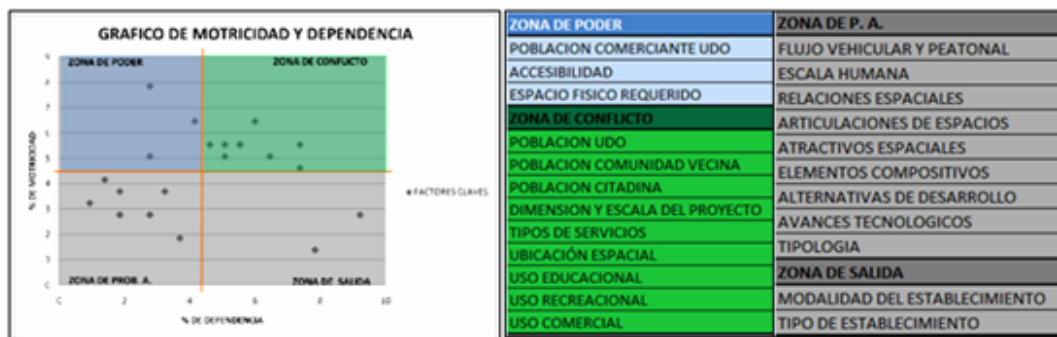 GRAFICO DE MOTRICIDAD Y DEPENDENCIA
ZONA DE PODER
ZONA DE CONFLICTO
% DE MOTRICIDAD
FACTORES CLAVES
ZONA DE PROB. A.
ZONA DE SALIDA
2
4
6
8
10
% DE DEPENDENCIA
ZONA DE PODER
POBLACION COMERCIANTE UDO
ACCESIBILIDAD
ESPACIO FISICO REQUERIDO
ZONA DE CONFLICTO
POBLACION UDO
POBLACION COMUNIDAD VECINA
POBLACION CITADINA
DIMENSION Y ESCALA DEL PROYECTO
TIPOS DE SERVICIOS
UBICACIÓN ESPACIAL
USO EDUCACIONAL
USO RECREACIONAL
USO COMERCIAL
ZONA DE P. A.
FLUJO VEHICULAR Y PEATONAL
ESCALA HUMANA
RELACIONES ESPACIALES
ARTICULACIONES DE ESPACIOS
ATRACTIVOS ESPACIALES
ELEMENTOS COMPOSITIVOS
ALTERNATIVAS DE DESARROLLO
AVANCES TECNOLOGICOS
TIPOLOGIA
ZONA DE SALIDA
MODALIDAD DEL ESTABLECIMIENTO
TIPO DE ESTABLECIMIENTO